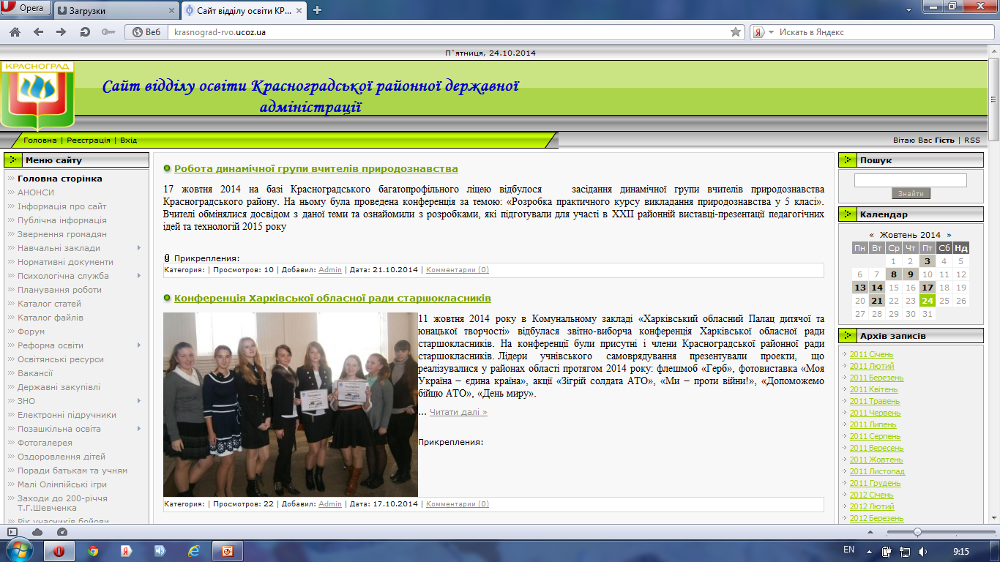 Opera
Загрузки
Сайт відділу освіти КР...
Веб
krasnograd-rvo.ucoz.ua
Искать в Яндекс
П`ятниця, 24.10.2014
КРАСНОГРАД
Сайт відділу освіти Красноградської районної державної
адміністрації
Головна | Реєстрація | Вхід
Вітаю Вас Гість | RSS
Меню сайту
Головна сторінка
АНОНСИ
Інформація про сайт
Публічна інформація
Звернення громадян
Навчальні заклади
Нормативні документи
Психологічна служба
Планування роботи
Каталог статей
Каталог файлів
Форум
Реформа освіти
Освітянські ресурси
Вакансії
Державні закупівлі
ЗНО
Електронні підручники
Позашкільна освіта
Фотогалерея
Оздоровлення дітей
Поради батькам та учням
Малі Олімпійські ігри
Заходи до 200-річчя
Т.Г.Шевченка
Рік учасників бойови
Робота динамічної групи вчителів природознавства
17 жовтня 2014 на базі Красноградського багатопрофільного ліцею відбулося засідання динамічної групи вчителів природознавства
Красноградського району. На ньому була проведена конференція за темою: «Розробка практичного курсу викладання природознавства у 5 класі».
Вчителі обмінялися досвідом з даної теми та ознайомили з розробками, які підготували для участі в XXII районній виставці-презентації педагогічних
ідей та технологій 2015 року
Прикрепления:
Категория: | Просмотров: 10 | Добавил: Admin | Дата: 21.10.2014 | Комментарии (0)
Конференція Харківської обласної ради старшокласників
11 жовтня 2014 року в Комунальному закладі «Харківський обласний Палац дитячої та
юнацької творчості» відбулася звітно-виборча конференція Харківської обласної ради
старшокласників. На конференції були присутні і члени Красноградської районної ради
старшокласників. Лідери учнівського самоврядування презентували проекти, що
реалізувалися у районах області протягом 2014 року: флешмоб «Герб», фотовиставка «Моя
Україна – єдина країна», акції «Зігрій солдата АТО», «Ми – проти війни!», «Допоможемо
бійцю АТО», «День миру».
... Читати далі »
Прикрепления:
Категория: | Просмотров: 22 | Добавил: Admin | Дата: 17.10.2014 | Комментарии (0)
Пошук
Знайти
Календар
« Жовтень 2014 »
Пн Вт Ср Чт Пт Сб Нд
1 2 3 4 5
6 7 8 9 10 11 12
13 14 15 16 17 18 19
20 21 22 23 24 25 26
27 28 29 30 31
Архів записів
2011 Січень
2011 Лютий
2011 Березень
2011 Квітень
2011 Травень
2011 Червень
2011 Липень
2011 Серпень
2011 Вересень
2011 Жовтень
2011 Листопад
2011 Грудень
2012 Січень
2012 Лютий
2012 Березень
EN
9:15